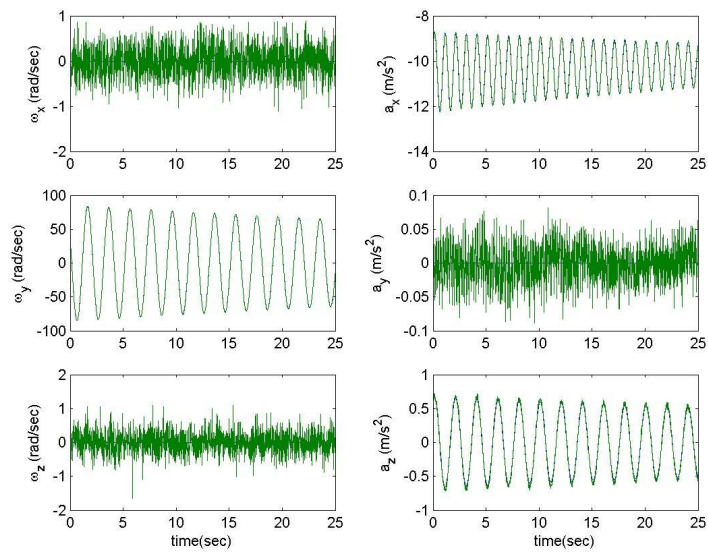 1
0
-1
-2
ωx (rad/sec)
0 5 10 15 20 25
-8
-10
-12
-14
ax (m/s²)
0 5 10 15 20 25
100
50
0
-50
-100
ωy (rad/sec)
0 5 10 15 20 25
0.1
0.05
0
-0.05
-0.1
ay (m/s²)
0 5 10 15 20 25
2
1
0
-1
-2
ωz (rad/sec)
0 5 10 15 20 25
time(sec)
1
0.5
0
-0.5
-1
az (m/s²)
0 5 10 15 20 25
time(sec)